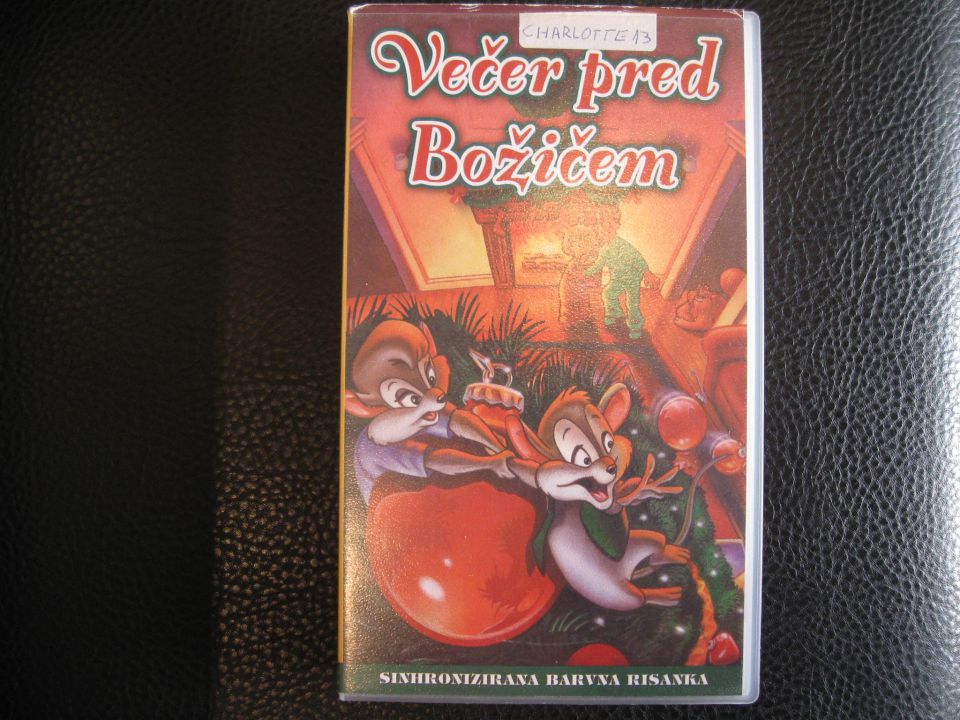 CHARLOTTE 13
Večer pred
Božičem
SINHRONIZIRANA BARVNA RISANKA